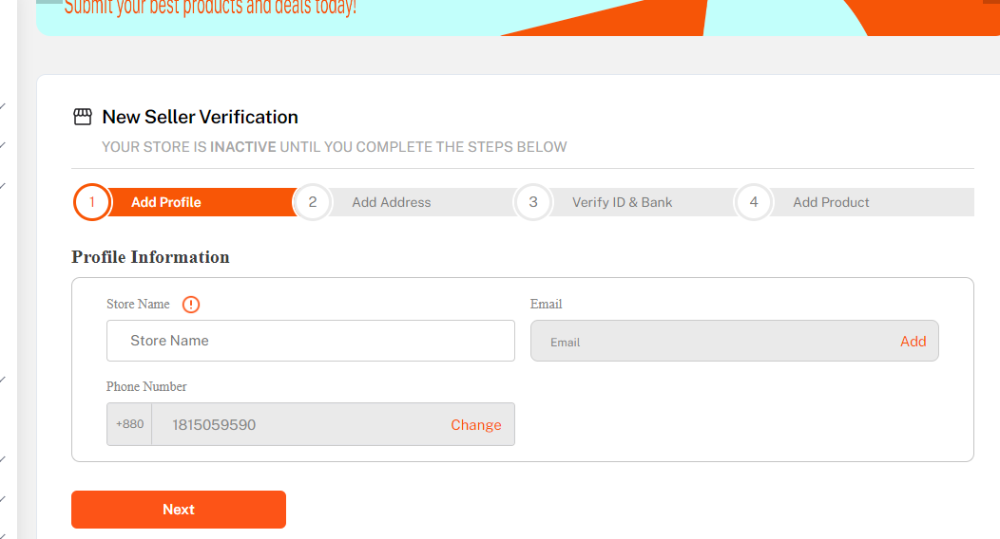 Submit your best products and deals today!
New Seller Verification
YOUR STORE IS INACTIVE UNTIL YOU COMPLETE THE STEPS BELOW
1 Add Profile 2 Add Address 3 Verify ID & Bank 4 Add Product
Profile Information
Store Name Email
Store Name Email Add
Phone Number
+880 1815059590 Change
Next